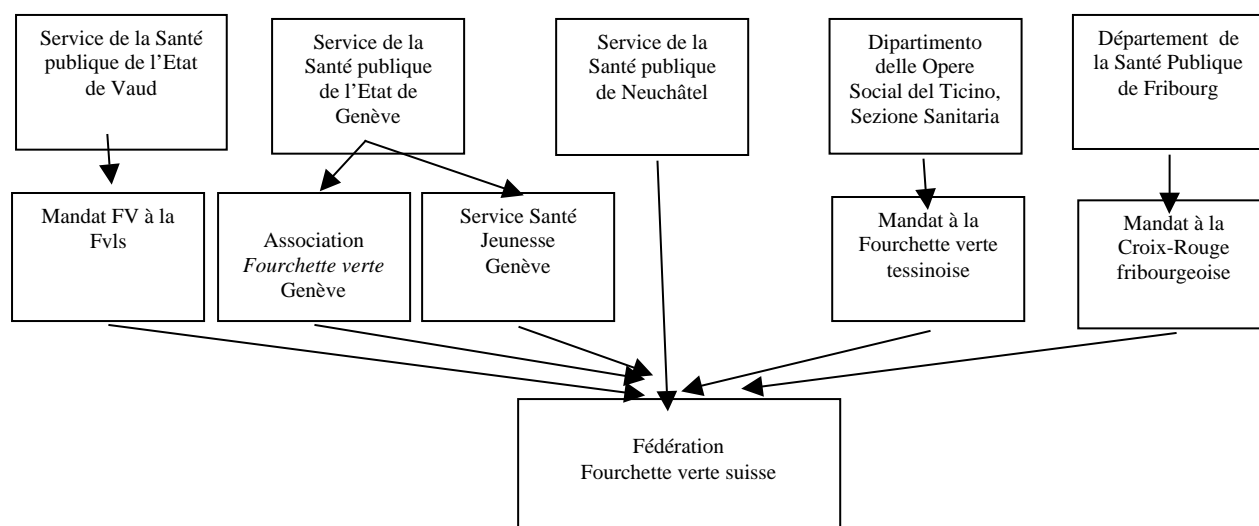 Service de la Santé
publique de l’Etat
de Vaud
Service de la
Santé publique
de l’Etat de
Genève
Service de la
Santé publique
de Neuchâtel
Dipartimento
delle Opere
Social del Ticino,
Sezione Sanitaria
Département de
la Santé Publique
de Fribourg
Mandat FV à la
Fvls
Association
Fourchette verte
Genève
Service Santé
Jeunesse
Genève
Mandat à la
Fourchette verte
tessinoise
Mandat à la
Croix-Rouge
fribourgeoise
Fédération
Fourchette verte suisse